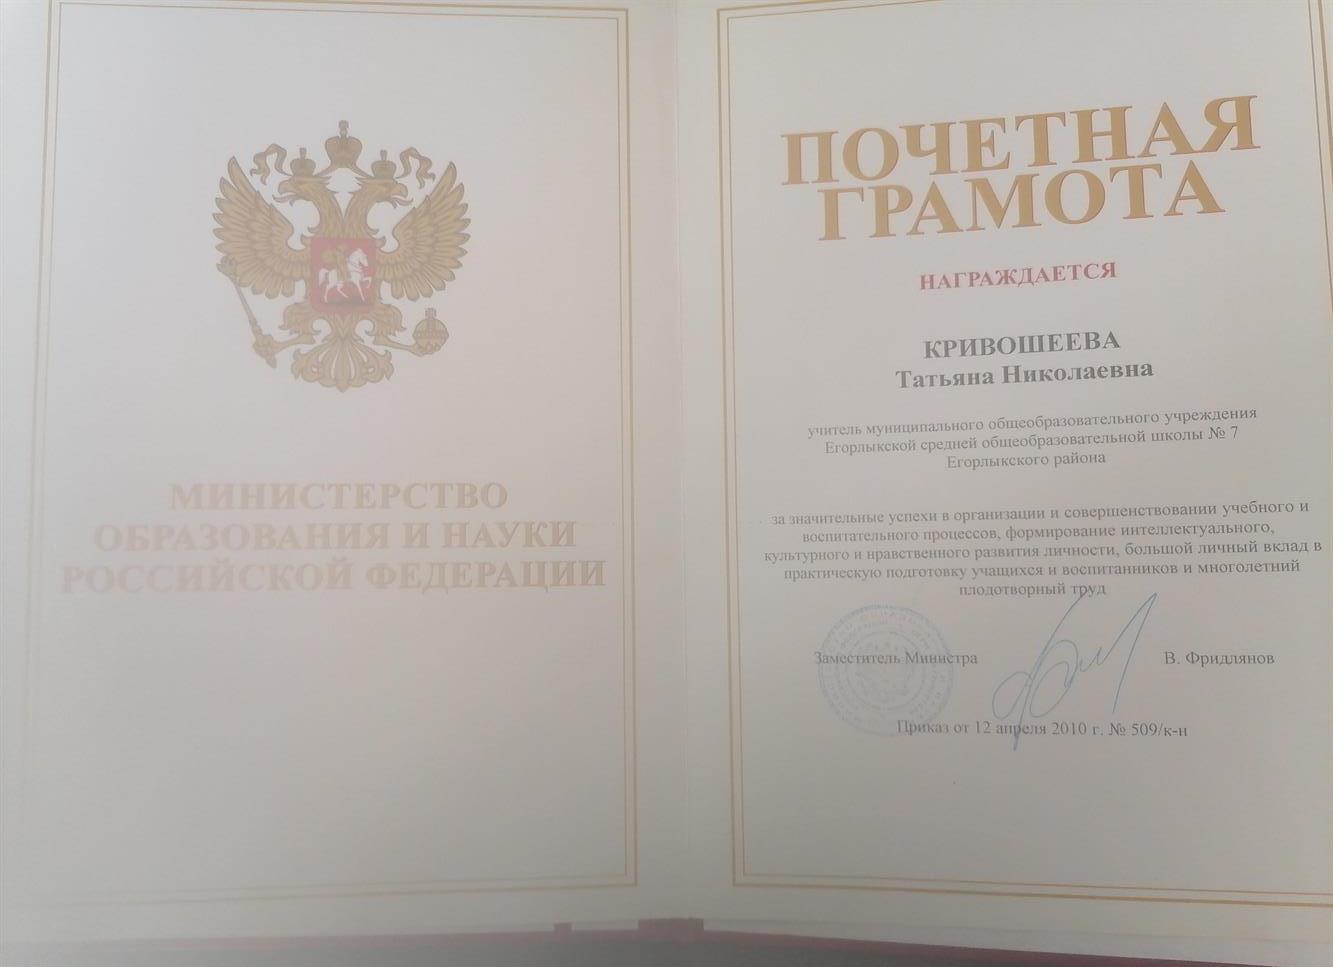 МИНИСТЕРСТВО
ОБРАЗОВАНИЯ И НАУКИ
РОССИЙСКОЙ ФЕДЕРАЦИИ
ПОЧЕТНАЯ
ГРАМОТА
НАГРАЖДАЕТСЯ
КРИВОШЕЕВА
Татьяна Николаевна
учитель муниципального общеобразовательного учреждения
Егорлыкской средней общеобразовательной школы № 7
Егорлыкского района
за значительные успехи в организации и совершенствовании учебного и
воспитательного процессов, формирование интеллектуального,
культурного и нравственного развития личности, большой личный вклад в
практическую подготовку учащихся и воспитанников и многолетний
плодотворный труд
Заместитель Министра В. Фридлянов
Приказ от 12 апреля 2010 г. № 509/к-н